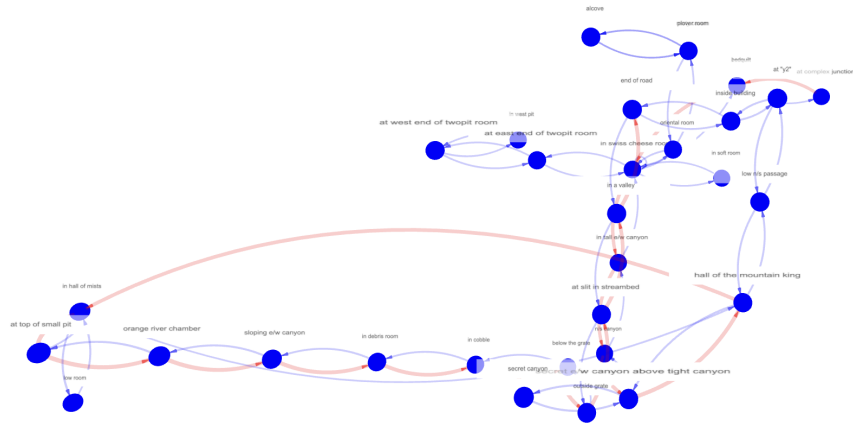 alcove
plover room
at "y2"
at complex junction
end of road
inside building
west pit
at west end of twopit room
oriental room
at east end of twopit room
in swiss cheese room
in soft room
low n/s passage
in a valley
in tall e/w canyon
hall of the mountain king
in hall of mists
at slit in streambed
at top of small pit
orange river chamber
n/s canyon
sloping e/w canyon
in debris room
in cobble
below the grate
secret canyon
/w canyon above tight canyon
low room
outside grate